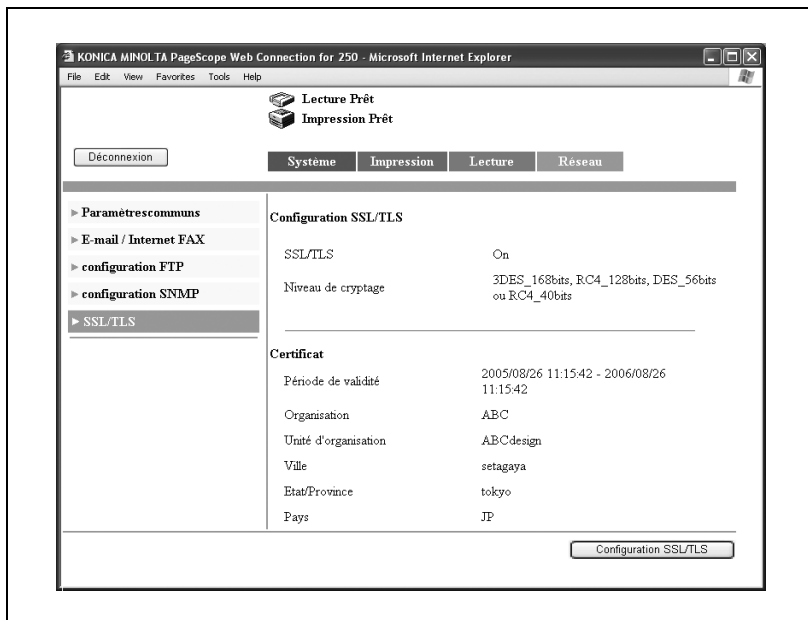 KONICA MINOLTA PageScope Web Connection for 250 - Microsoft Internet Explorer
File Edit View Favorites Tools Help
Lecture Prêt
Impression Prêt
Déconnexion
Système Impression Lecture Réseau
Paramètrescommuns
E-mail / Internet FAX
configuration FTP
configuration SNMP
SSL/TLS
Configuration SSL/TLS
SSL/TLS On
Niveau de cryptage 3DES_168bits, RC4_128bits, DES_56bits
ou RC4_40bits
Certificat
Période de validité 2005/08/26 11:15:42 - 2006/08/26
11:15:42
Organisation ABC
Unité d'organisation ABCdesign
Ville setagaya
Etat/Province tokyo
Pays JP
Configuration SSL/TLS